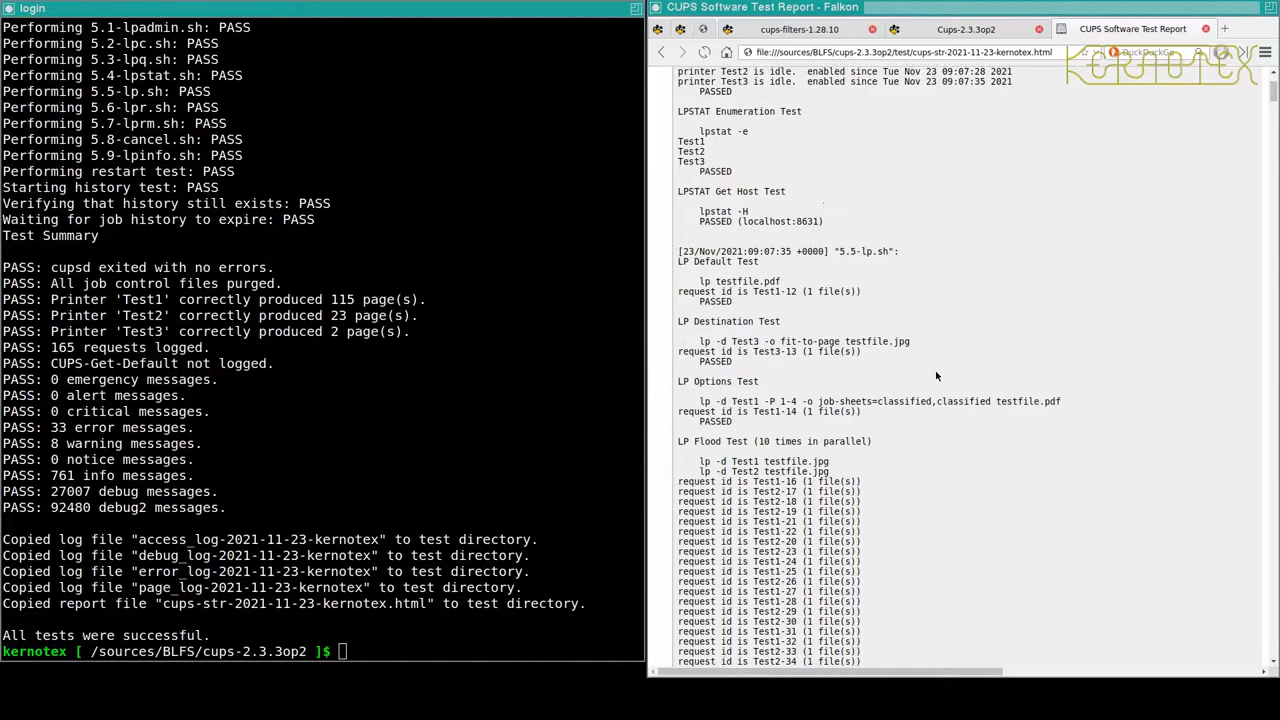 login
Performing 5.1-lpadmin.sh: PASS
Performing 5.2-lpc.sh: PASS
Performing 5.3-lpq.sh: PASS
Performing 5.4-lpstat.sh: PASS
Performing 5.5-lp.sh: PASS
Performing 5.6-lpr.sh: PASS
Performing 5.7-lprm.sh: PASS
Performing 5.8-cancel.sh: PASS
Performing 5.9-lpinfo.sh: PASS
Performing restart test: PASS
Starting history test: PASS
Verifying that history still exists: PASS
Waiting for job history to expire: PASS
Test Summary
PASS: cupsd exited with no errors.
PASS: All job control files purged.
PASS: Printer 'Test1' correctly produced 115 page(s).
PASS: Printer 'Test2' correctly produced 23 page(s).
PASS: Printer 'Test3' correctly produced 2 page(s).
PASS: 165 requests logged.
PASS: CUPS-Get-Default not logged.
PASS: 0 emergency messages.
PASS: 0 alert messages.
PASS: 0 critical messages.
PASS: 33 error messages.
PASS: 8 warning messages.
PASS: 0 notice messages.
PASS: 761 info messages.
PASS: 27007 debug messages.
PASS: 92480 debug2 messages.
Copied log file "access_log-2021-11-23-kernotex" to test directory.
Copied log file "debug_log-2021-11-23-kernotex" to test directory.
Copied log file "error_log-2021-11-23-kernotex" to test directory.
Copied log file "page_log-2021-11-23-kernotex" to test directory.
Copied report file "cups-str-2021-11-23-kernotex.html" to test directory.
All tests were successful.
kernotex [ /sources/BLFS/cups-2.3.3op2 ]$
CUPS Software Test Report - Falkon
cups-filters-1.28.10
Cups-2.3.3op2
CUPS Software Test Report
file:///sources/BLFS/cups-2.3.3op2/test/cups-str-2021-11-23-kernotex.html
DuckDuckGo
KERNOTEX
printer Test2 is idle.  enabled since Tue Nov 23 09:07:28 2021
printer Test3 is idle.  enabled since Tue Nov 23 09:07:35 2021
PASSED
LPSTAT Enumeration Test
lpstat -e
Test1
Test2
Test3
PASSED
LPSTAT Get Host Test
lpstat -H
PASSED (localhost:8631)
[23/Nov/2021:09:07:35 +0000] "5.5-lp.sh":
LP Default Test
lp testfile.pdf
request id is Test1-12 (1 file(s))
PASSED
LP Destination Test
lp -d Test3 -o fit-to-page testfile.jpg
request id is Test3-13 (1 file(s))
PASSED
LP Options Test
lp -d Test1 -P 1-4 -o job-sheets=classified,classified testfile.pdf
request id is Test1-14 (1 file(s))
PASSED
LP Flood Test (10 times in parallel)
lp -d Test1 testfile.jpg
lp -d Test2 testfile.jpg
request id is Test1-16 (1 file(s))
request id is Test2-17 (1 file(s))
request id is Test2-18 (1 file(s))
request id is Test2-19 (1 file(s))
request id is Test1-21 (1 file(s))
request id is Test1-22 (1 file(s))
request id is Test2-20 (1 file(s))
request id is Test2-23 (1 file(s))
request id is Test1-24 (1 file(s))
request id is Test1-25 (1 file(s))
request id is Test2-26 (1 file(s))
request id is Test1-27 (1 file(s))
request id is Test1-28 (1 file(s))
request id is Test2-29 (1 file(s))
request id is Test2-30 (1 file(s))
request id is Test1-31 (1 file(s))
request id is Test1-32 (1 file(s))
request id is Test2-33 (1 file(s))
request id is Test2-34 (1 file(s))